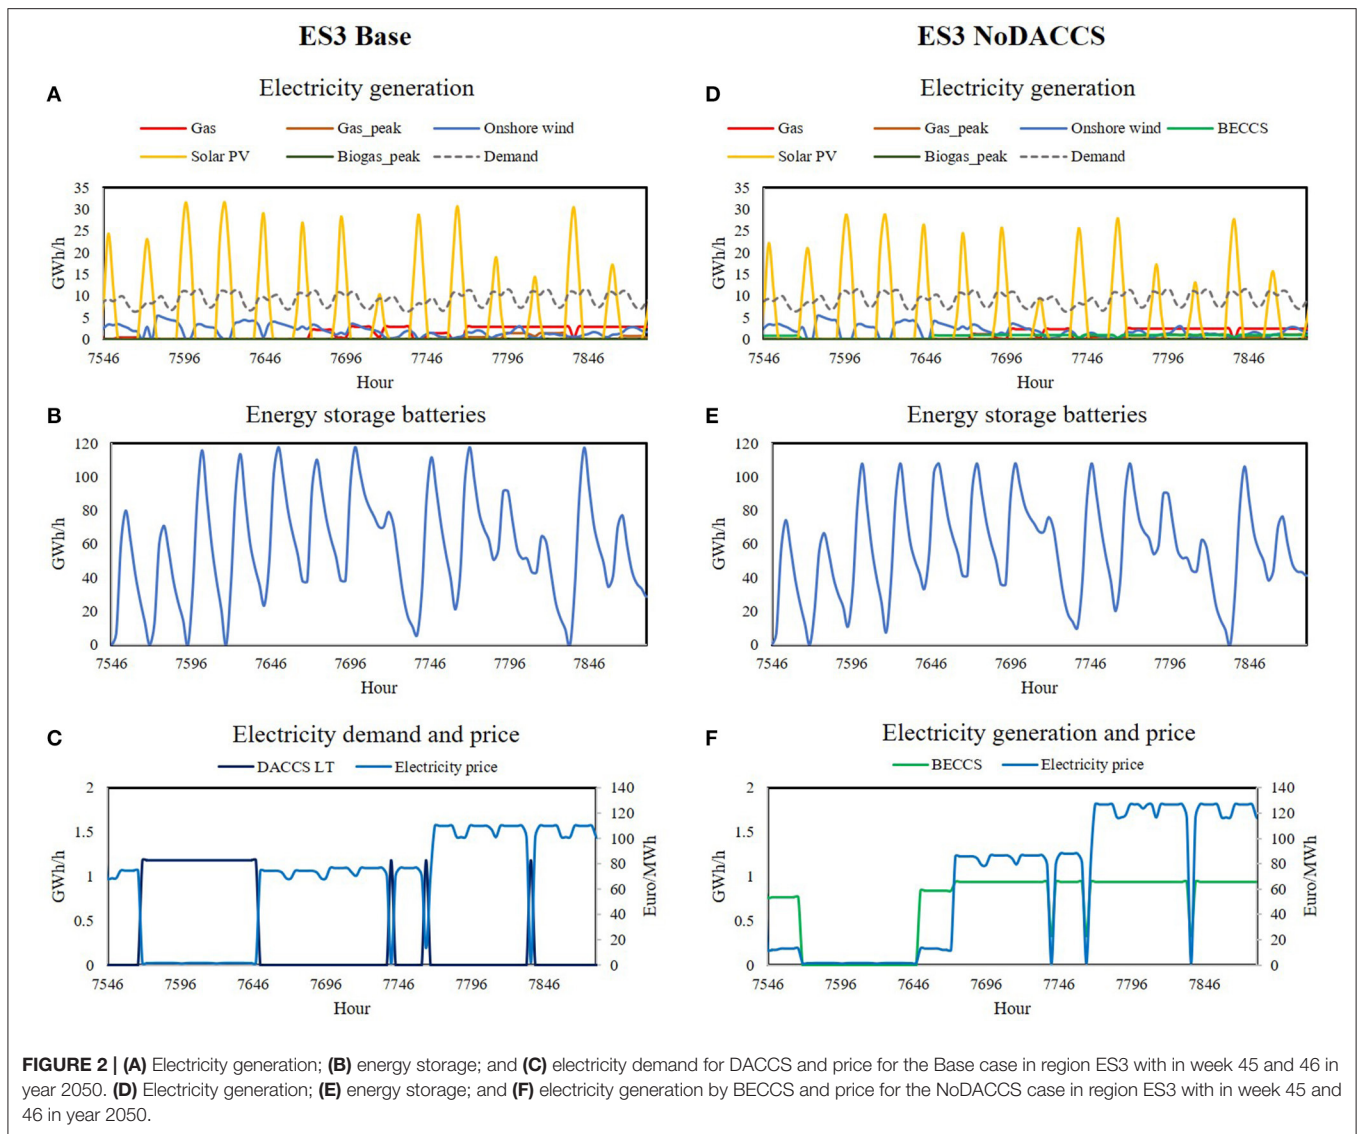 ES3 Base
ES3 NoDACCS
A
Electricity generation
Gas
Gas_peak
Onshore wind
Solar PV
Biogas_peak
Demand
35
30
25
20
15
10
5
0
GWh/h
7546
7596
7646
7696
7746
7796
7846
Hour
D
Electricity generation
Gas
Gas_peak
Onshore wind
BECCS
Solar PV
Biogas_peak
Demand
35
30
25
20
15
10
5
0
GWh/h
7546
7596
7646
7696
7746
7796
7846
Hour
B
Energy storage batteries
120
100
80
60
40
20
0
GWh/h
7546
7596
7646
7696
7746
7796
7846
Hour
E
Energy storage batteries
120
100
80
60
40
20
0
GWh/h
7546
7596
7646
7696
7746
7796
7846
Hour
C
Electricity demand and price
DACCS LT
Electricity price
2
1.5
1
0.5
0
GWh/h
140
120
100
80
60
40
20
0
Euro/MWh
7546
7596
7646
7696
7746
7796
7846
Hour
F
Electricity generation and price
BECCS
Electricity price
2
1.5
1
0.5
0
GWh/h
140
120
100
80
60
40
20
0
Euro/MWh
7546
7596
7646
7696
7746
7796
7846
Hour
FIGURE 2 | (A) Electricity generation; (B) energy storage; and (C) electricity demand for DACCS and price for the Base case in region ES3 with in week 45 and 46 in
year 2050. (D) Electricity generation; (E) energy storage; and (F) electricity generation by BECCS and price for the NoDACCS case in region ES3 with in week 45 and
46 in year 2050.